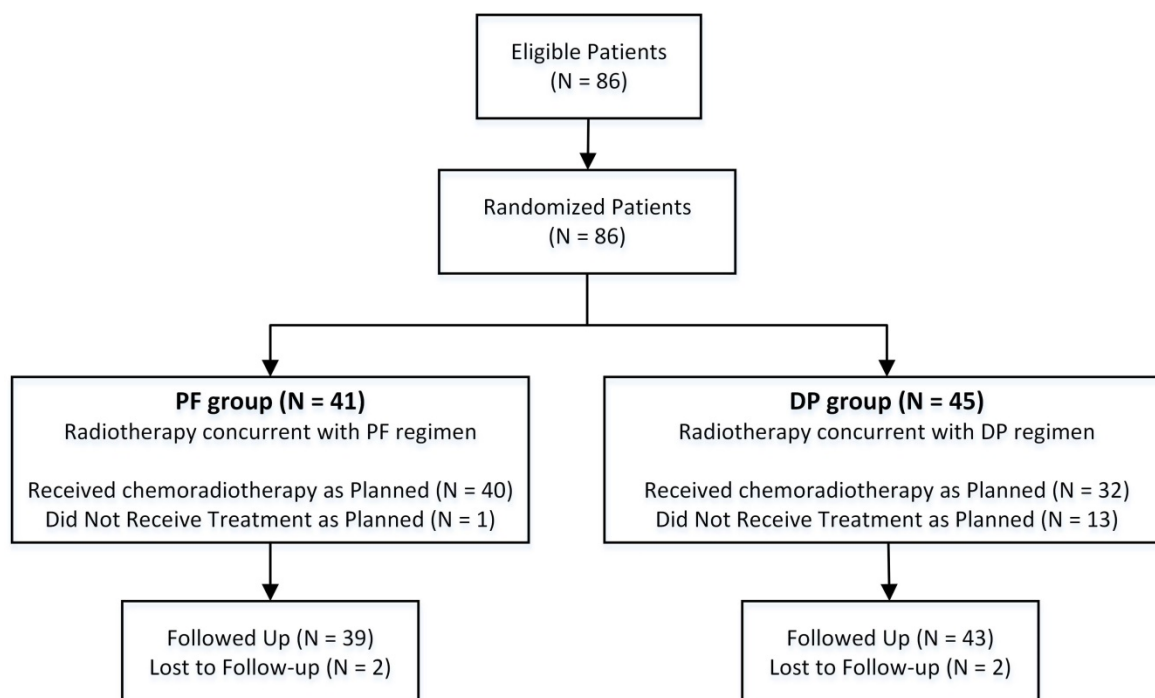 Eligible Patients
(N = 86)
Randomized Patients
(N = 86)
PF group (N = 41)
Radiotherapy concurrent with PF regimen
Received chemoradiotherapy as Planned (N = 40)
Did Not Receive Treatment as Planned (N = 1)
DP group (N = 45)
Radiotherapy concurrent with DP regimen
Received chemoradiotherapy as Planned (N = 32)
Did Not Receive Treatment as Planned (N = 13)
Followed Up (N = 39)
Lost to Follow-up (N = 2)
Followed Up (N = 43)
Lost to Follow-up (N = 2)